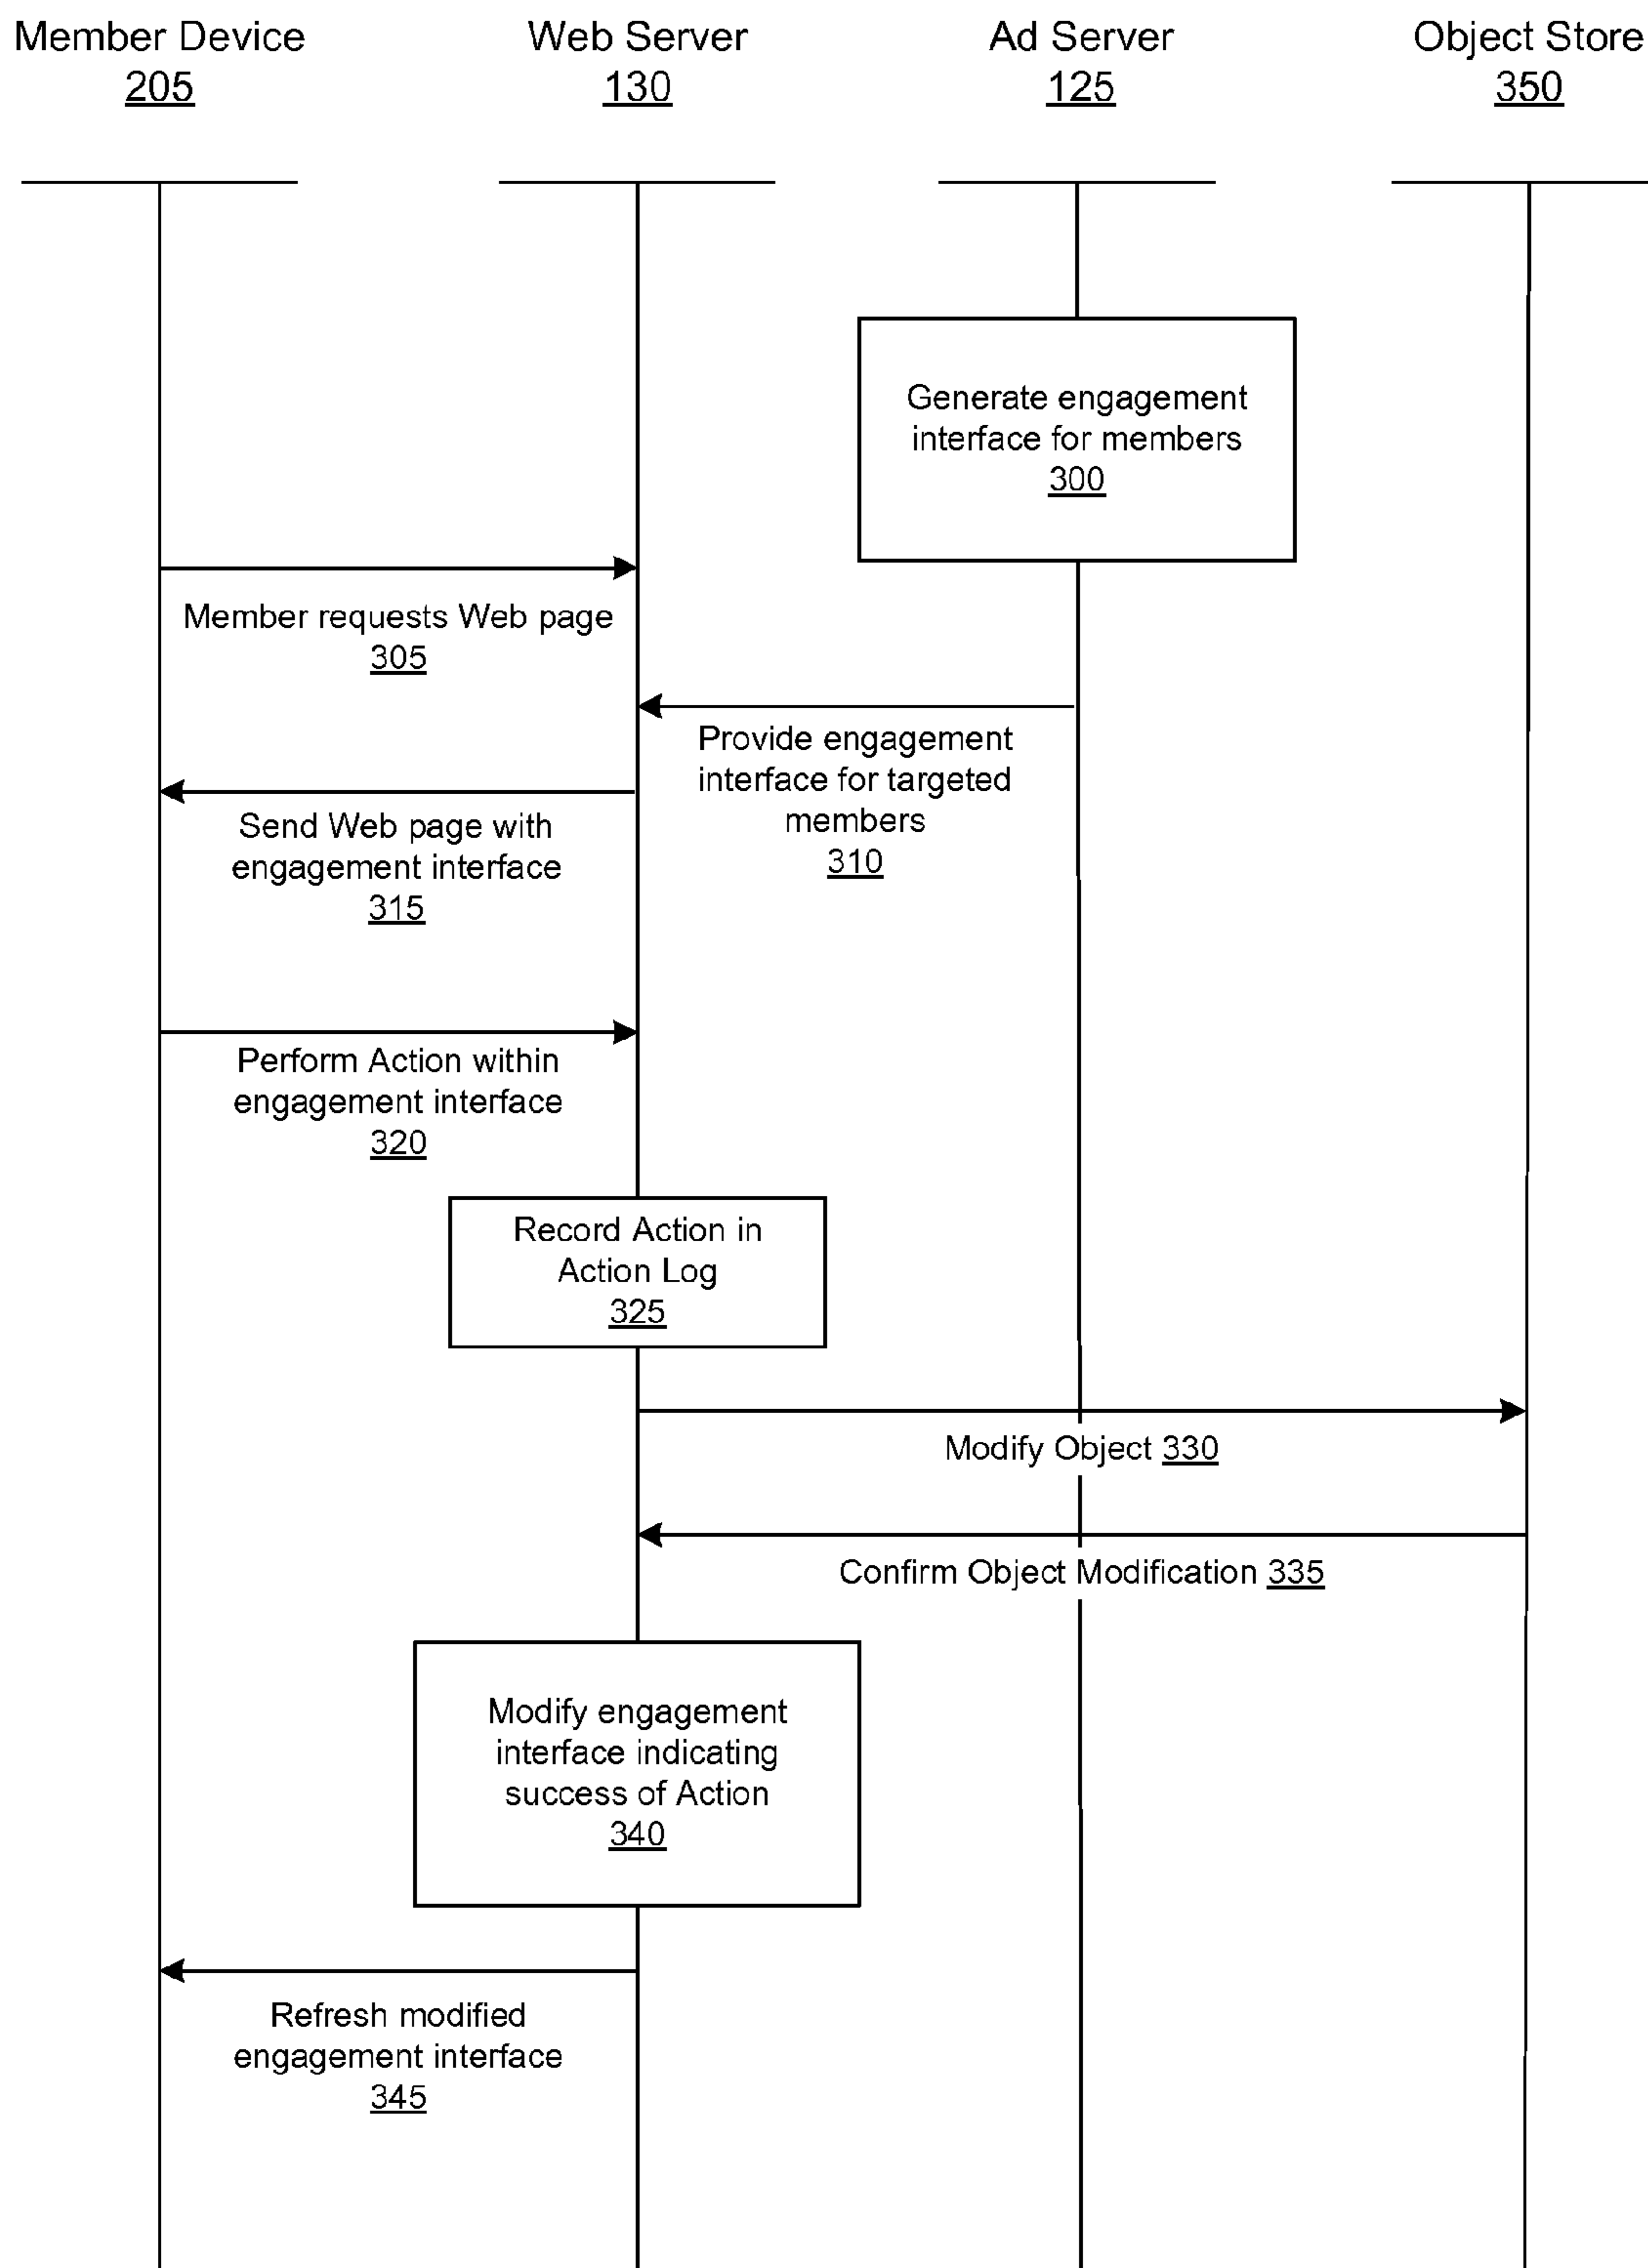 Member Device
205
Web Server
130
Ad Server
125
Object Store
350
Generate engagement
interface for members
300
Member requests Web page
305
Provide engagement
interface for targeted
members
310
Send Web page with
engagement interface
315
Perform Action within
engagement interface
320
Record Action in
Action Log
325
Modify Object 330
Confirm Object Modification 335
Modify engagement
interface indicating
success of Action
340
Refresh modified
engagement interface
345